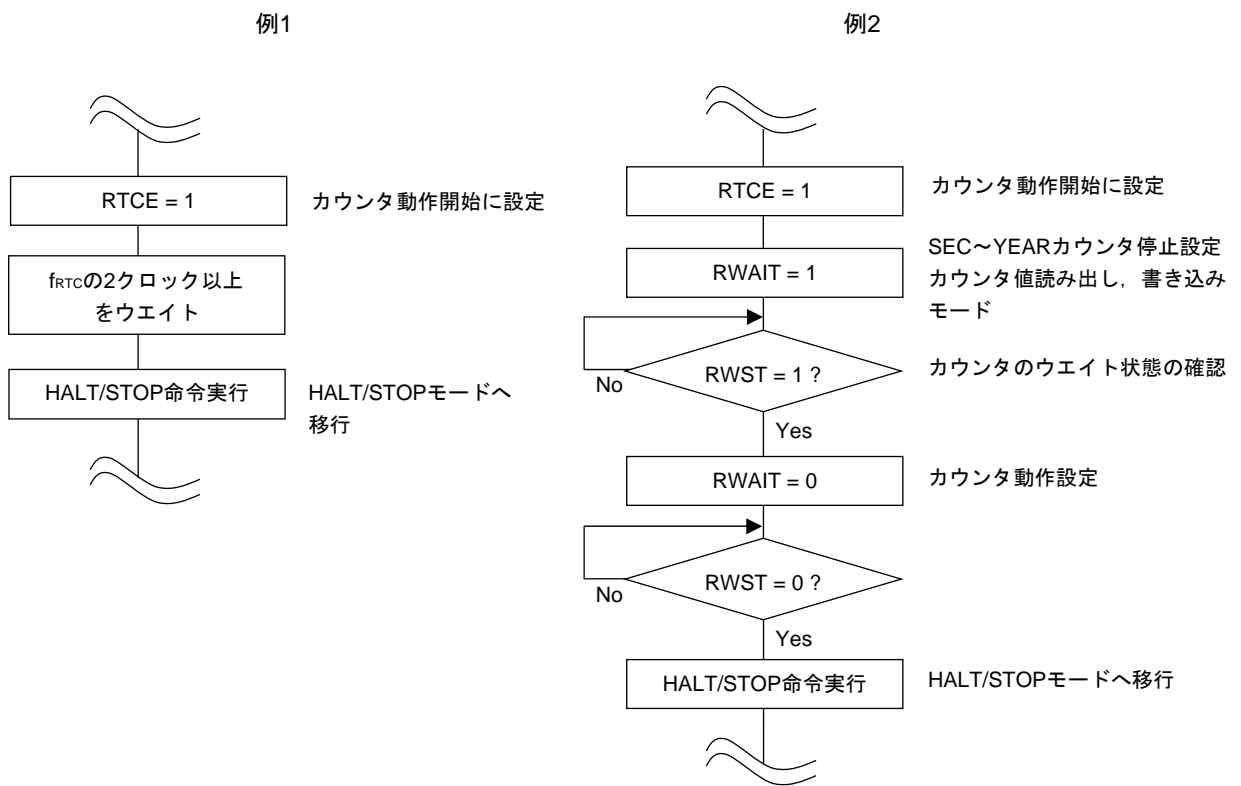 例1
RTCE = 1
カウンタ動作開始に設定
fRTCの2クロック以上
をウエイト
HALT/STOP命令実行
HALT/STOPモードへ
移行
例2
RTCE = 1
カウンタ動作開始に設定
RWAIT = 1
SEC～YEARカウンタ停止設定
カウンタ値読み出し，書き込み
モード
RWST = 1 ?
カウンタのウエイト状態の確認
No
Yes
RWAIT = 0
カウンタ動作設定
RWST = 0 ?
No
Yes
HALT/STOP命令実行
HALT/STOPモードへ移行